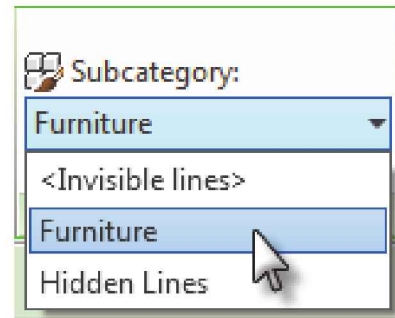 Subcategory:
Furniture
<Invisible lines>
Furniture
Hidden Lines